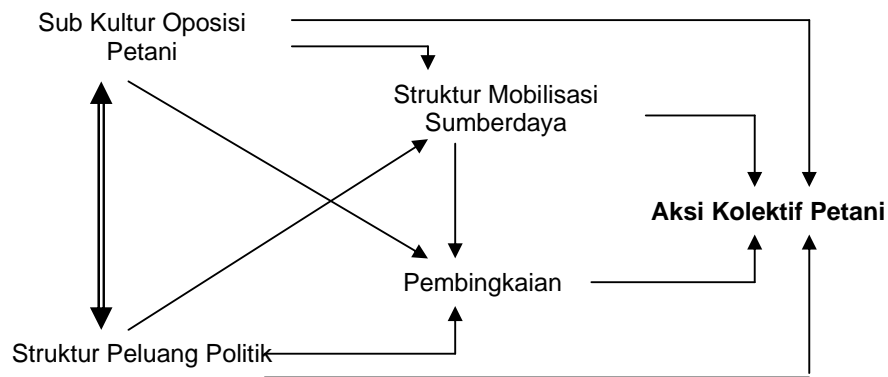 Sub Kultur Oposisi
Petani
Struktur Mobilisasi
Sumberdaya
Aksi Kolektif Petani
Pembingkaian
Struktur Peluang Politik